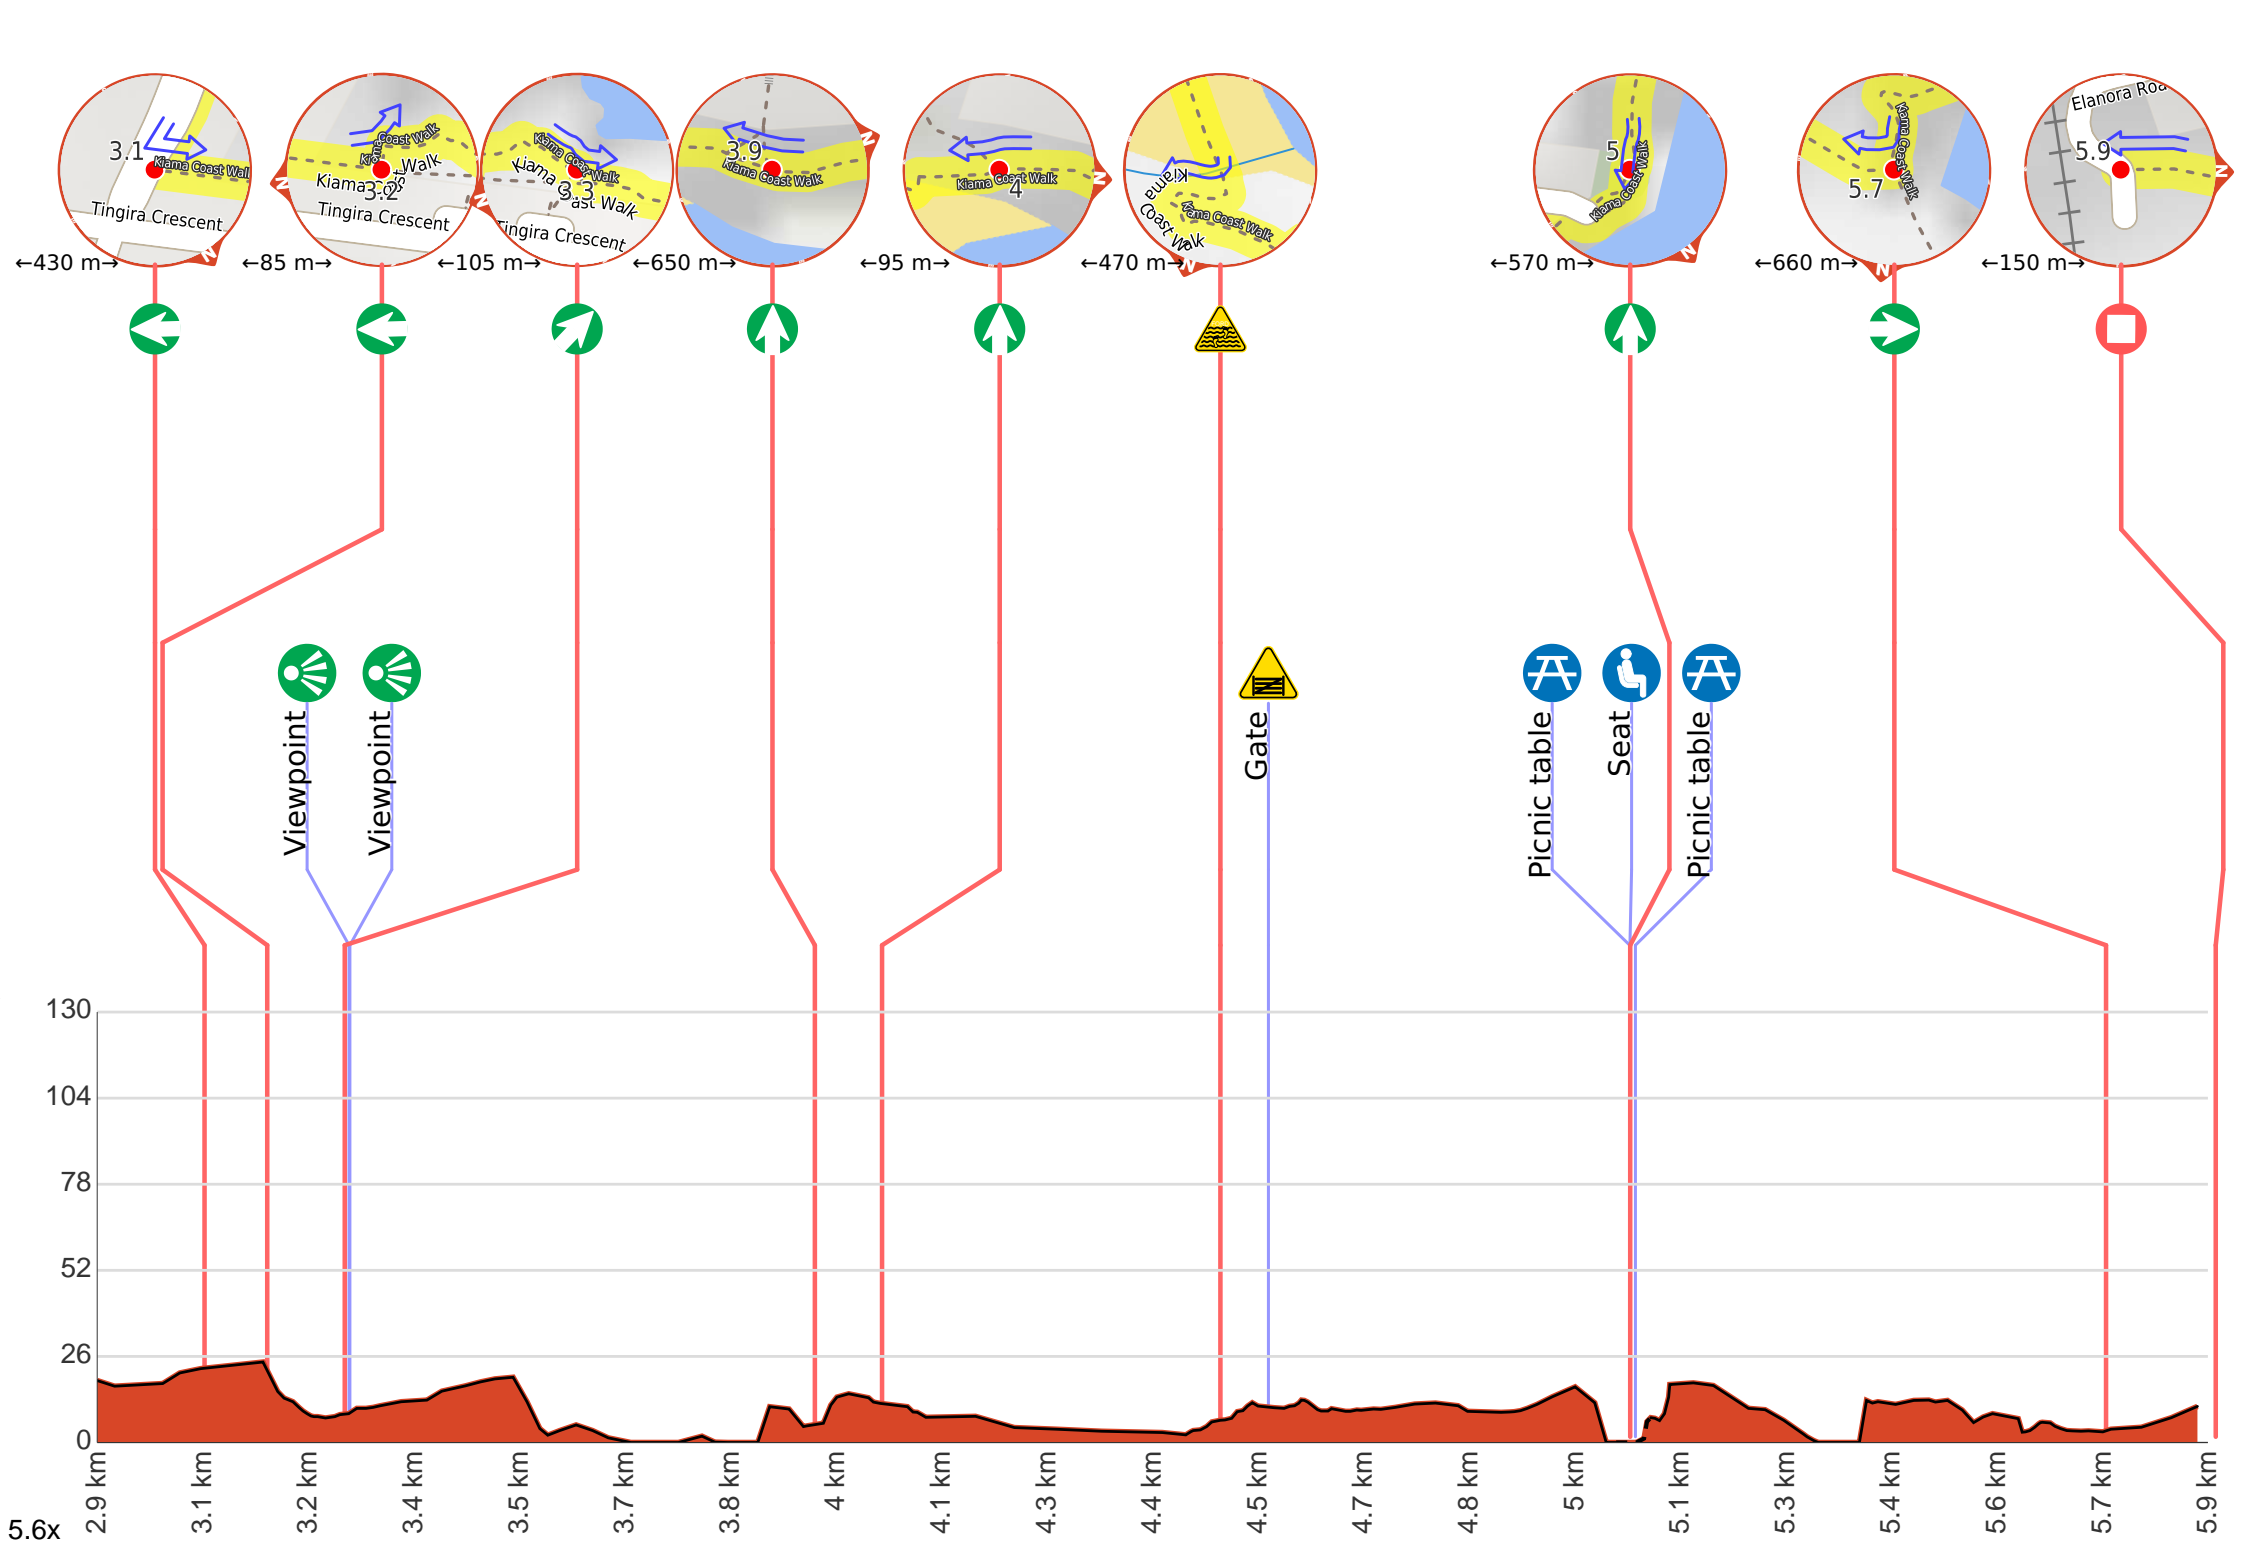 3.1
Kiama Coast Wal
Tingira Crescent
Coast Walk
Kiama
Walk
3.2
Tingira Crescent
Kiama Coast Walk
3.3
ast Walk
ingira Crescent
3.9
Kiama Coast Walk
Kiama Coast Walk
4
Kiama
Coast Walk
Kiama Coast Walk
5
Kiama Coast Walk
Kiama Coast Walk
5.7
Elanora Roa
5.9
N
N
N
N
N
N
N
N
N
←430 m→
←85 m→
←105 m→
←650 m→
←95 m→
←470 m→
←570 m→
←660 m→
←150 m→
Viewpoint
Viewpoint
Gate
Picnic table
Seat
Picnic table
130
104
78
52
26
0
2.9 km
3.1 km
3.2 km
3.4 km
3.5 km
3.7 km
3.8 km
4 km
4.1 km
4.3 km
4.4 km
4.5 km
4.7 km
4.8 km
5 km
5.1 km
5.3 km
5.4 km
5.6 km
5.7 km
5.9 km
5.6x